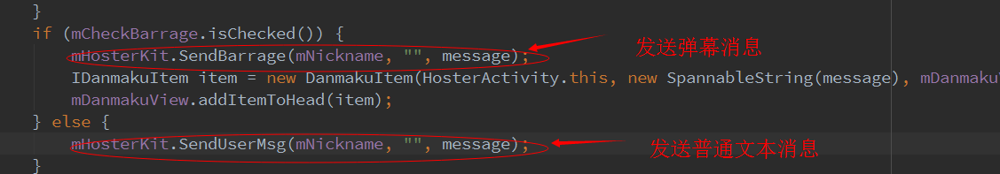 }
if (mCheckBarrage.isChecked()) {
mHosterKit.SendBarrage(mNickname, "", message);
发送弹幕消息
IDanmakuItem item = new DanmakuItem(HosterActivity.this, new SpannableString(message), mDanmakuV
mDanmakuView.addItemToHead(item);
} else {
mHosterKit.SendUserMsg(mNickname, "", message);
发送普通文本消息
}